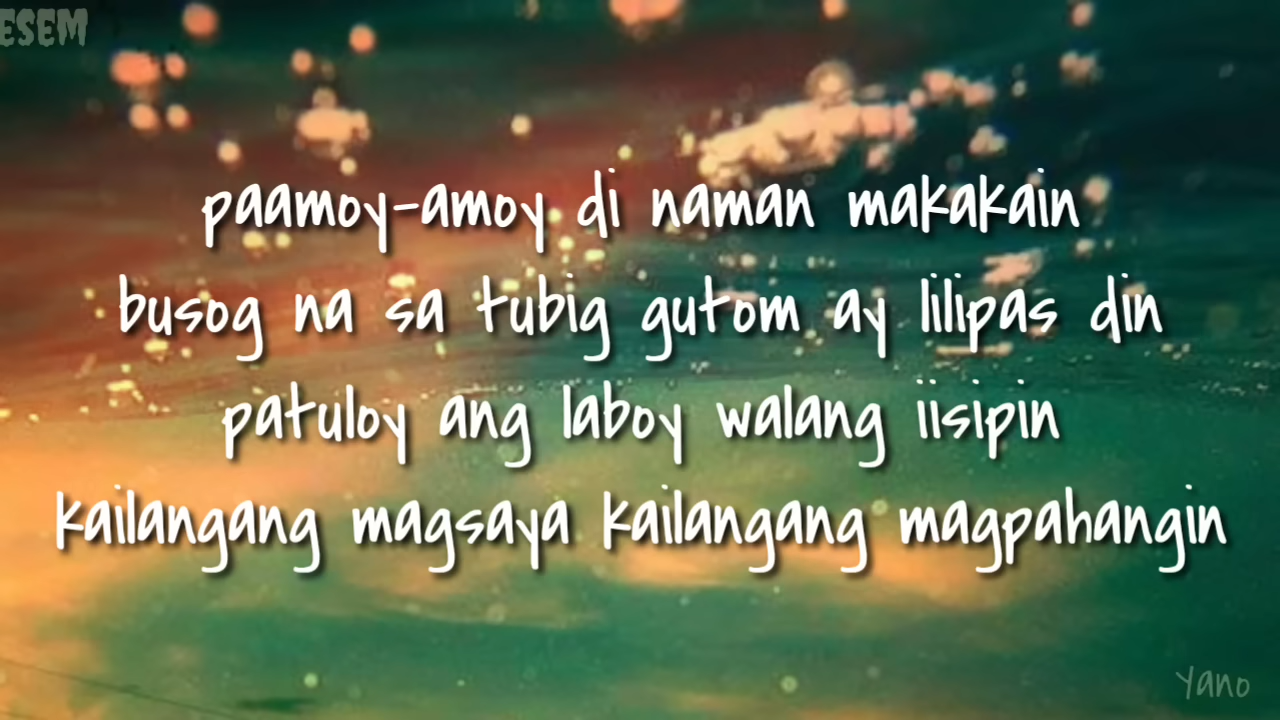 ESEM
paamoy-amoy di naman makakain
busog na sa tubig gutom ay lilipas din
patuloy ang laboy walang iisipin
kailangang magsaya kailangang magpahangin
Yano